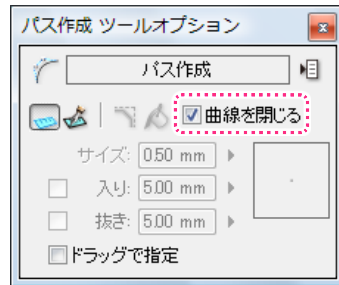 パス作成 ツールオプション
パス作成
曲線を閉じる
サイズ: 0.50 mm
入り: 5.00 mm
抜き: 5.00 mm
ドラッグで指定